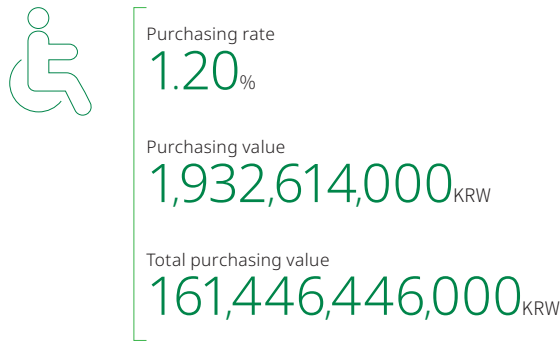 Purchasing rate
1.20%
Purchasing value
1,932,614,000KRW
Total purchasing value
161,446,446,000KRW